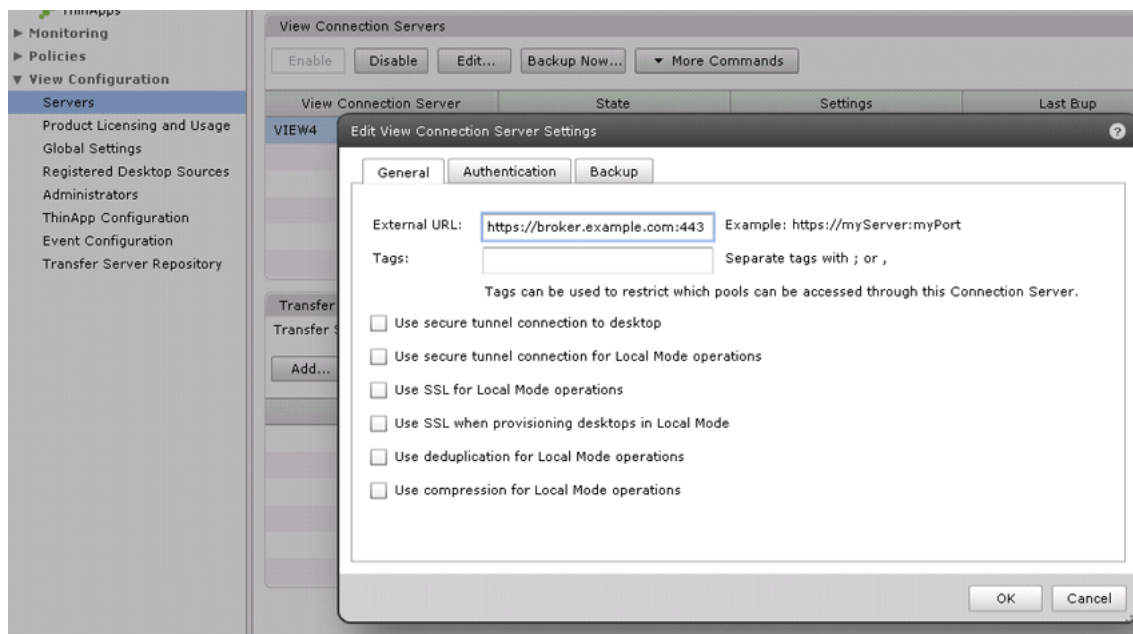 ThinApps
Monitoring
Policies
View Configuration
Servers
Product Licensing and Usage
Global Settings
Registered Desktop Sources
Administrators
ThinApp Configuration
Event Configuration
Transfer Server Repository
View Connection Servers
Enable Disable Edit... Backup Now... More Commands
View Connection Server State Settings Last Bup
VIEW4
Transfer
Transfer S
Add...
Edit View Connection Server Settings ?
General Authentication Backup
External URL: https://broker.example.com:443 Example: https://myServer:myPort
Tags: Separate tags with ; or ,
Tags can be used to restrict which pools can be accessed through this Connection Server.
Use secure tunnel connection to desktop
Use secure tunnel connection for Local Mode operations
Use SSL for Local Mode operations
Use SSL when provisioning desktops in Local Mode
Use deduplication for Local Mode operations
Use compression for Local Mode operations
OK Cancel